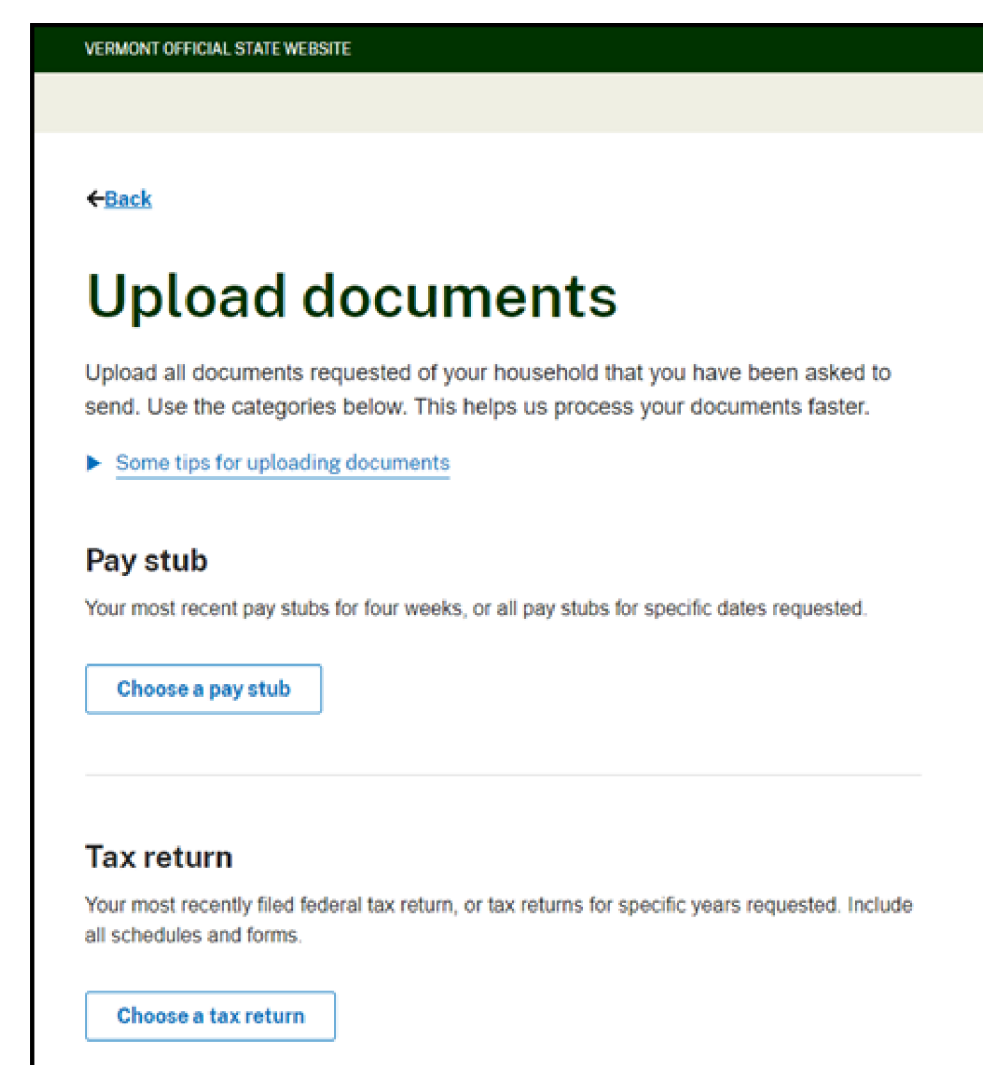 VERMONT OFFICIAL STATE WEBSITE
←Back
Upload documents
Upload all documents requested of your household that you have been asked to
send. Use the categories below. This helps us process your documents faster.
▶ Some tips for uploading documents
Pay stub
Your most recent pay stubs for four weeks, or all pay stubs for specific dates requested.
Choose a pay stub
Tax return
Your most recently filed federal tax return, or tax returns for specific years requested. Include
all schedules and forms.
Choose a tax return